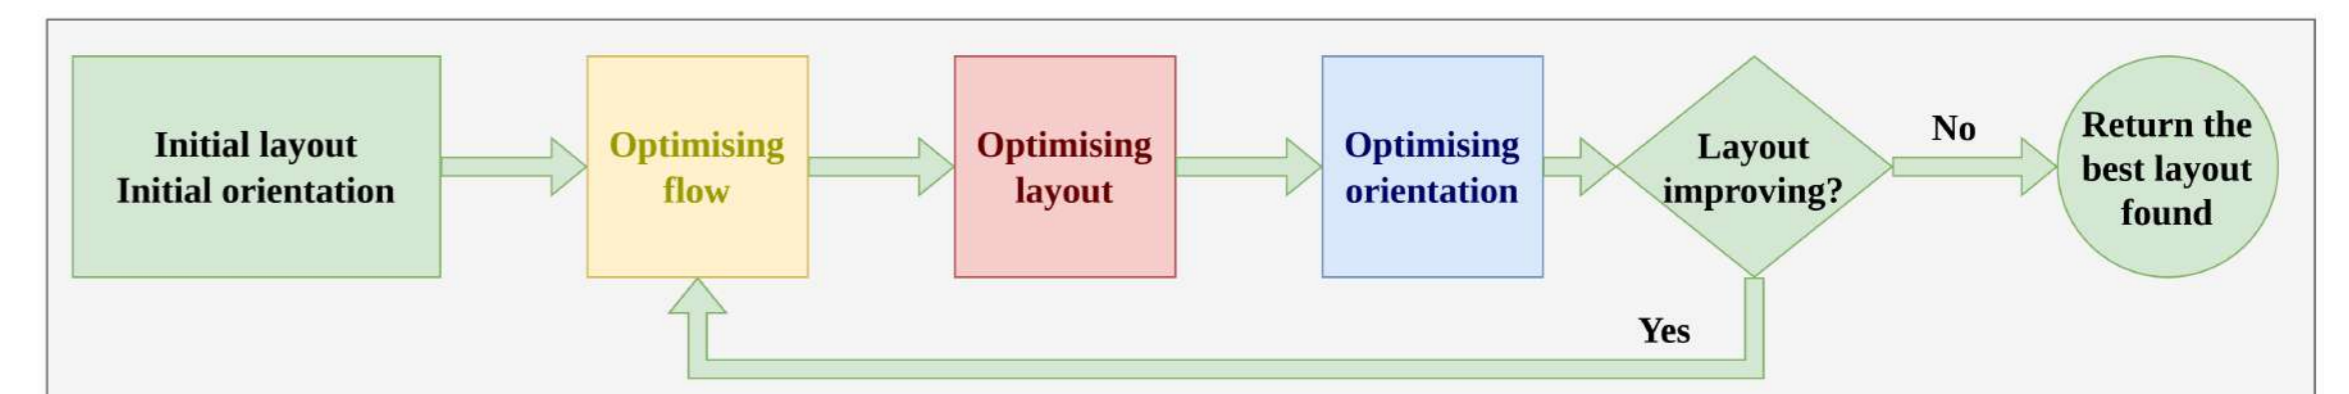 Initial layout
Initial orientation
Optimising
flow
Optimising
layout
Optimising
orientation
Layout
improving?
No
Return the
best layout
found
Yes